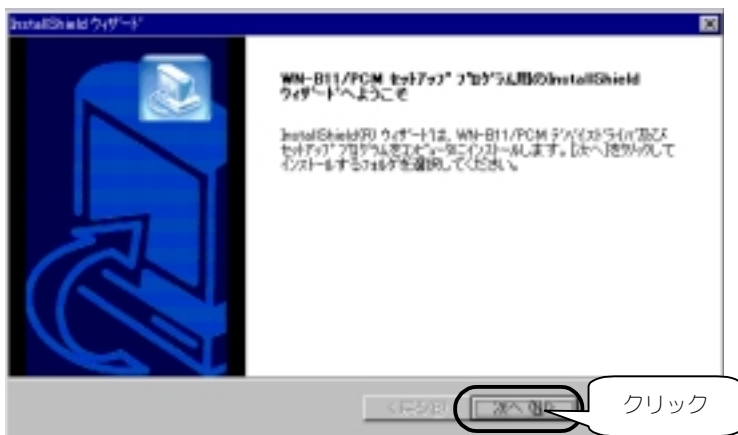 InstallShield ウィザード
WN-B11/PCM セットアップ プログラム用のInstallShield
ウィザードへようこそ
InstallShield(R) ウィザードは、WN-B11/PCM デバイスドライバ及び
セットアップ プログラムをコンピュータにインストールします。[次へ]をクリックして
インストールするフォルダを選択してください。
< 戻る(B)
次へ(N) >
クリック